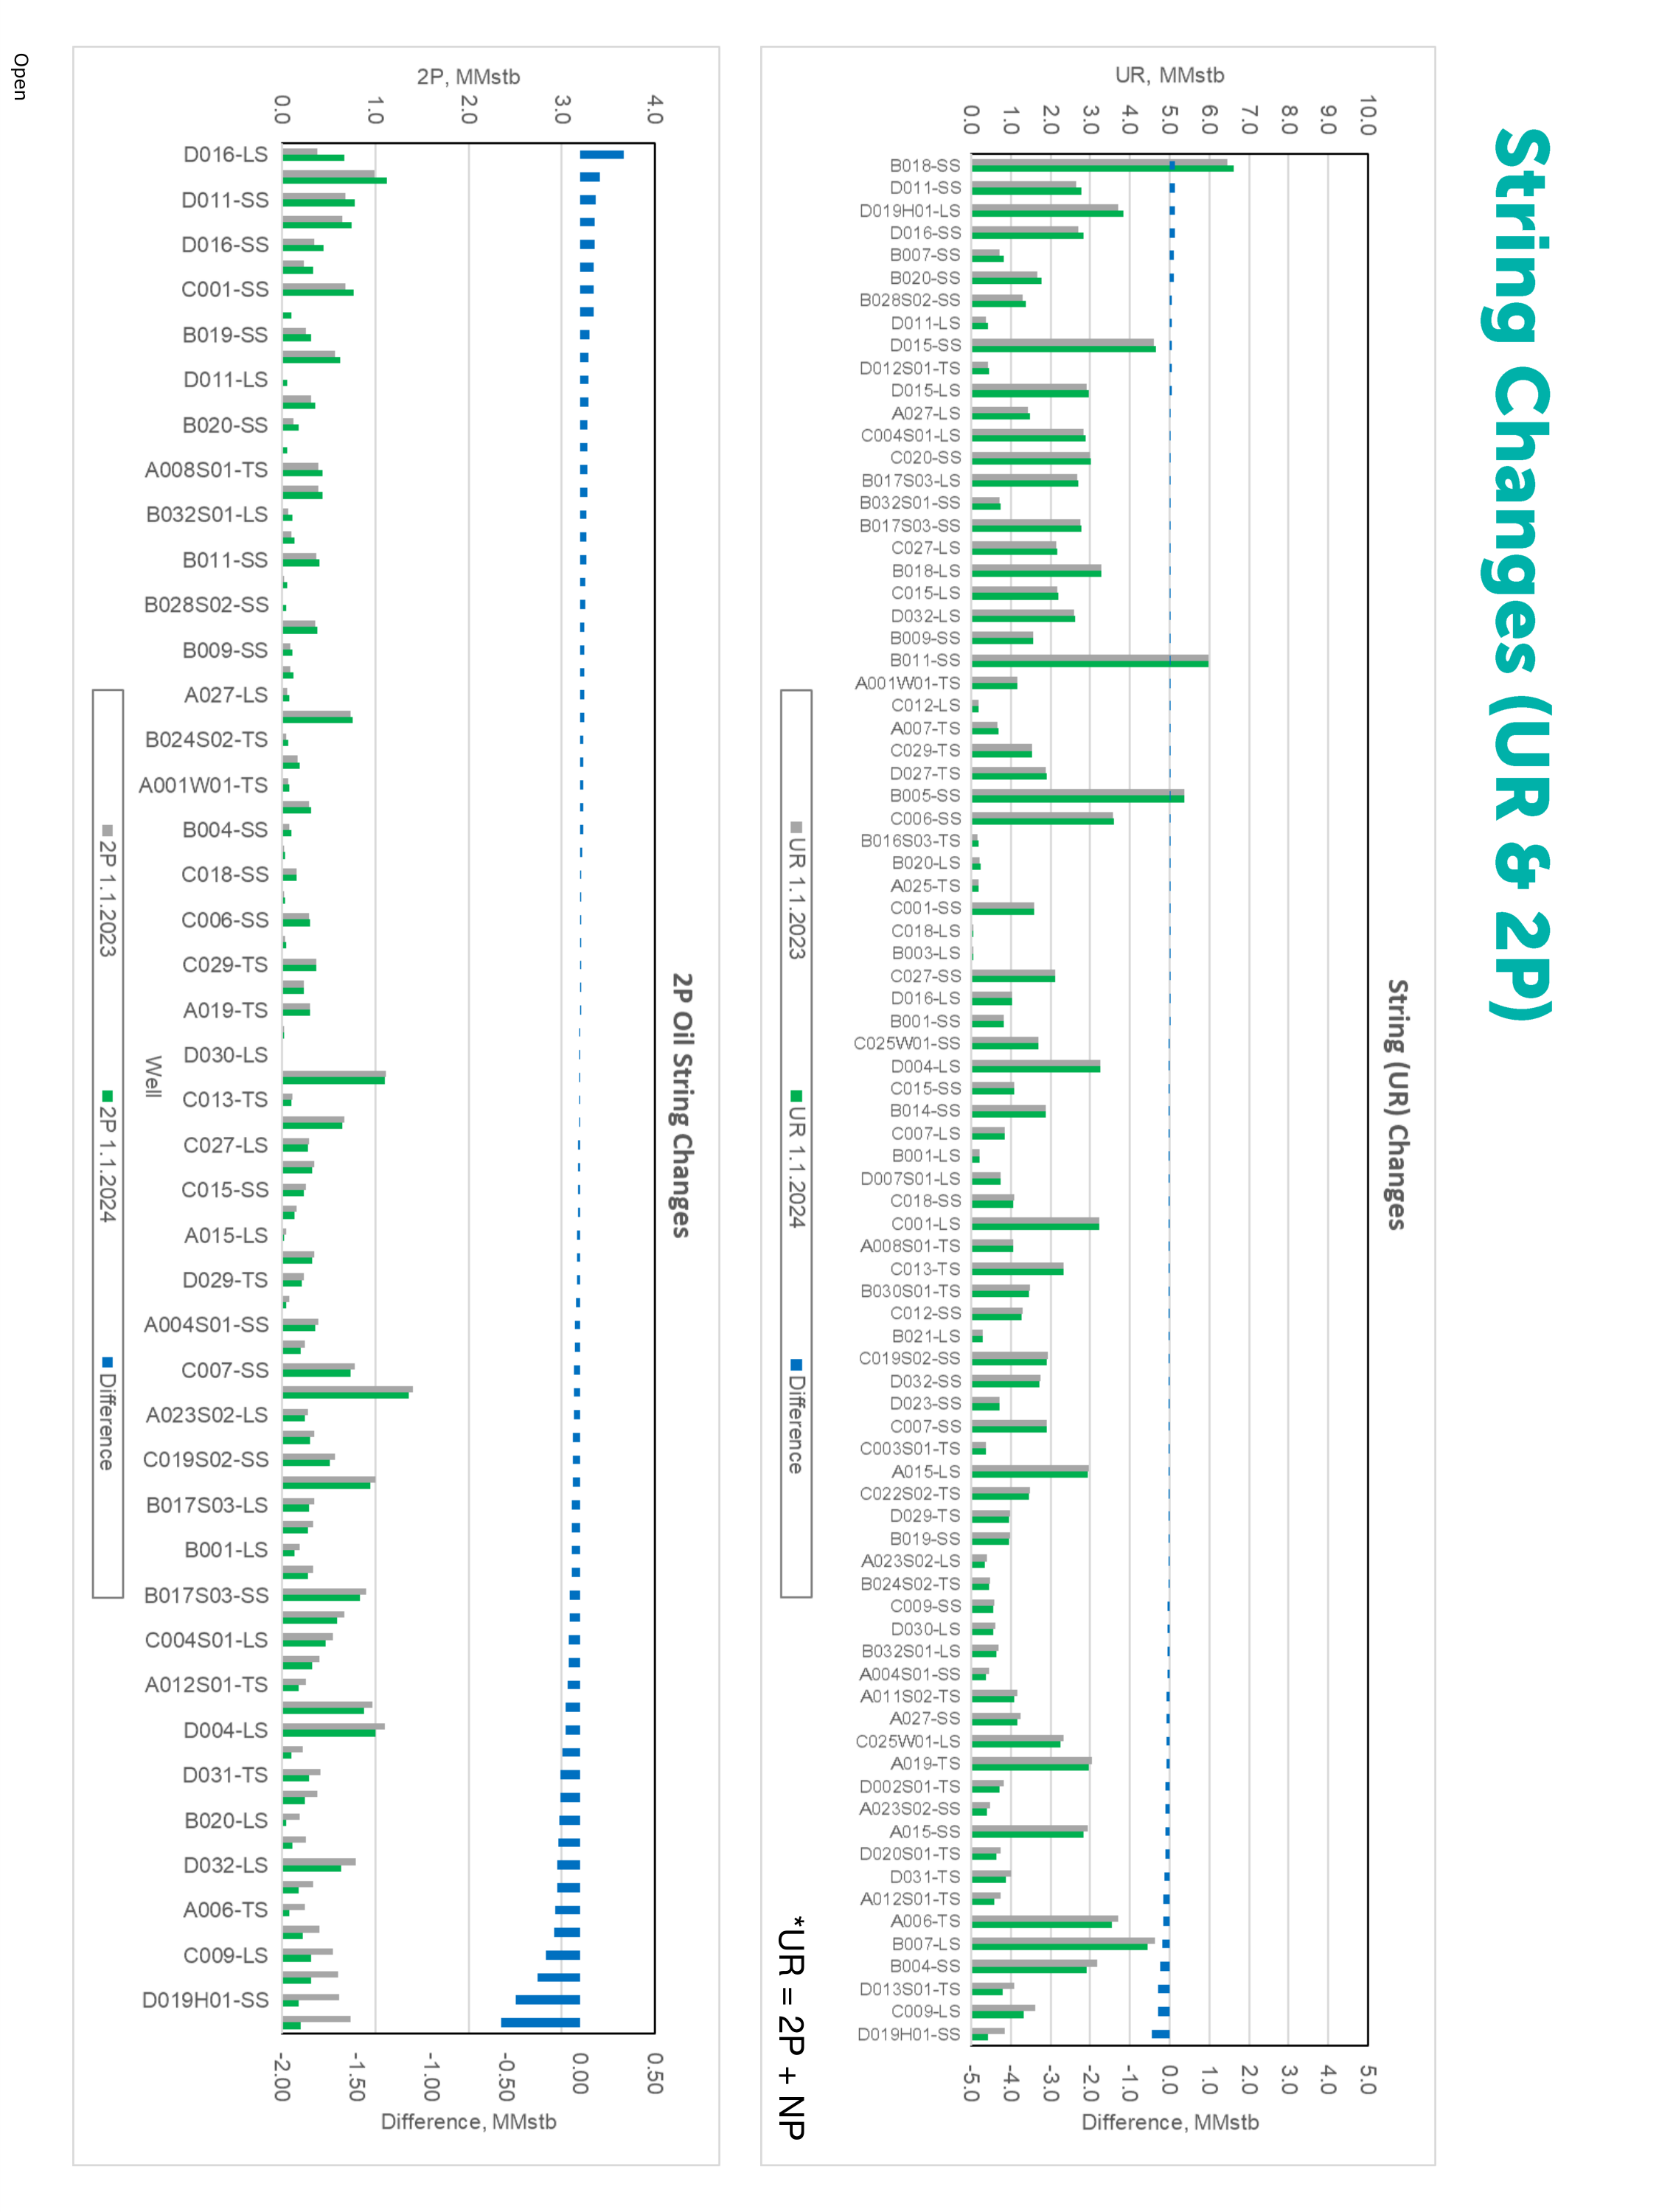 String Changes (UR & 2P)
String (UR) Changes
UR, MMstb
10.0
9.0
8.0
7.0
6.0
5.0
4.0
3.0
2.0
1.0
0.0
5.0
4.0
3.0
2.0
1.0
0.0
-1.0
-2.0
-3.0
-4.0
-5.0
Difference, MMstb
B018-SS
D011-SS
D019H01-LS
D016-SS
B007-SS
B020-SS
B028S02-SS
D011-LS
D015-SS
D012S01-TS
D015-LS
A027-LS
C004S01-LS
C020-SS
B017S03-LS
B032S01-SS
B017S03-SS
C027-LS
B018-LS
C015-LS
D032-LS
B009-SS
B011-SS
A001W01-TS
C012-LS
A007-TS
C029-TS
D027-TS
B005-SS
C006-SS
B016S03-TS
B020-LS
A025-TS
C001-SS
C018-LS
B003-LS
C027-SS
D016-LS
B001-SS
C025W01-SS
D004-LS
C015-SS
B014-SS
C007-LS
B001-LS
D007S01-LS
C018-SS
C001-LS
A008S01-TS
C013-TS
B030S01-TS
C012-SS
B021-LS
C019S02-SS
D032-SS
D023-SS
C007-SS
C003S01-TS
A015-LS
C022S02-TS
D029-TS
B019-SS
A023S02-LS
B024S02-TS
C009-SS
D030-LS
B032S01-LS
A004S01-SS
A011S02-TS
A027-SS
C025W01-LS
A019-TS
D002S01-TS
A023S02-SS
A015-SS
D020S01-TS
D031-TS
A012S01-TS
A006-TS
B007-LS
B004-SS
D013S01-TS
C009-LS
D019H01-SS
UR 1.1.2023
UR 1.1.2024
Difference
*UR = 2P + NP
2P Oil String Changes
2P, MMstb
4.0
3.0
2.0
1.0
0.0
0.50
0.00
-0.50
-1.00
-1.50
-2.00
Difference, MMstb
D016-LS
D011-SS
D016-SS
C001-SS
B019-SS
D011-LS
B020-SS
A008S01-TS
B032S01-LS
B011-SS
B028S02-SS
B009-SS
A027-LS
B024S02-TS
A001W01-TS
B004-SS
C018-SS
C006-SS
C029-TS
A019-TS
D030-LS
C013-TS
C027-LS
C015-SS
A015-LS
D029-TS
A004S01-SS
C007-SS
A023S02-LS
C019S02-SS
B017S03-LS
B001-LS
B017S03-SS
C004S01-LS
A012S01-TS
D004-LS
D031-TS
B020-LS
D032-LS
A006-TS
C009-LS
D019H01-SS
Well
2P 1.1.2023
2P 1.1.2024
Difference
Open